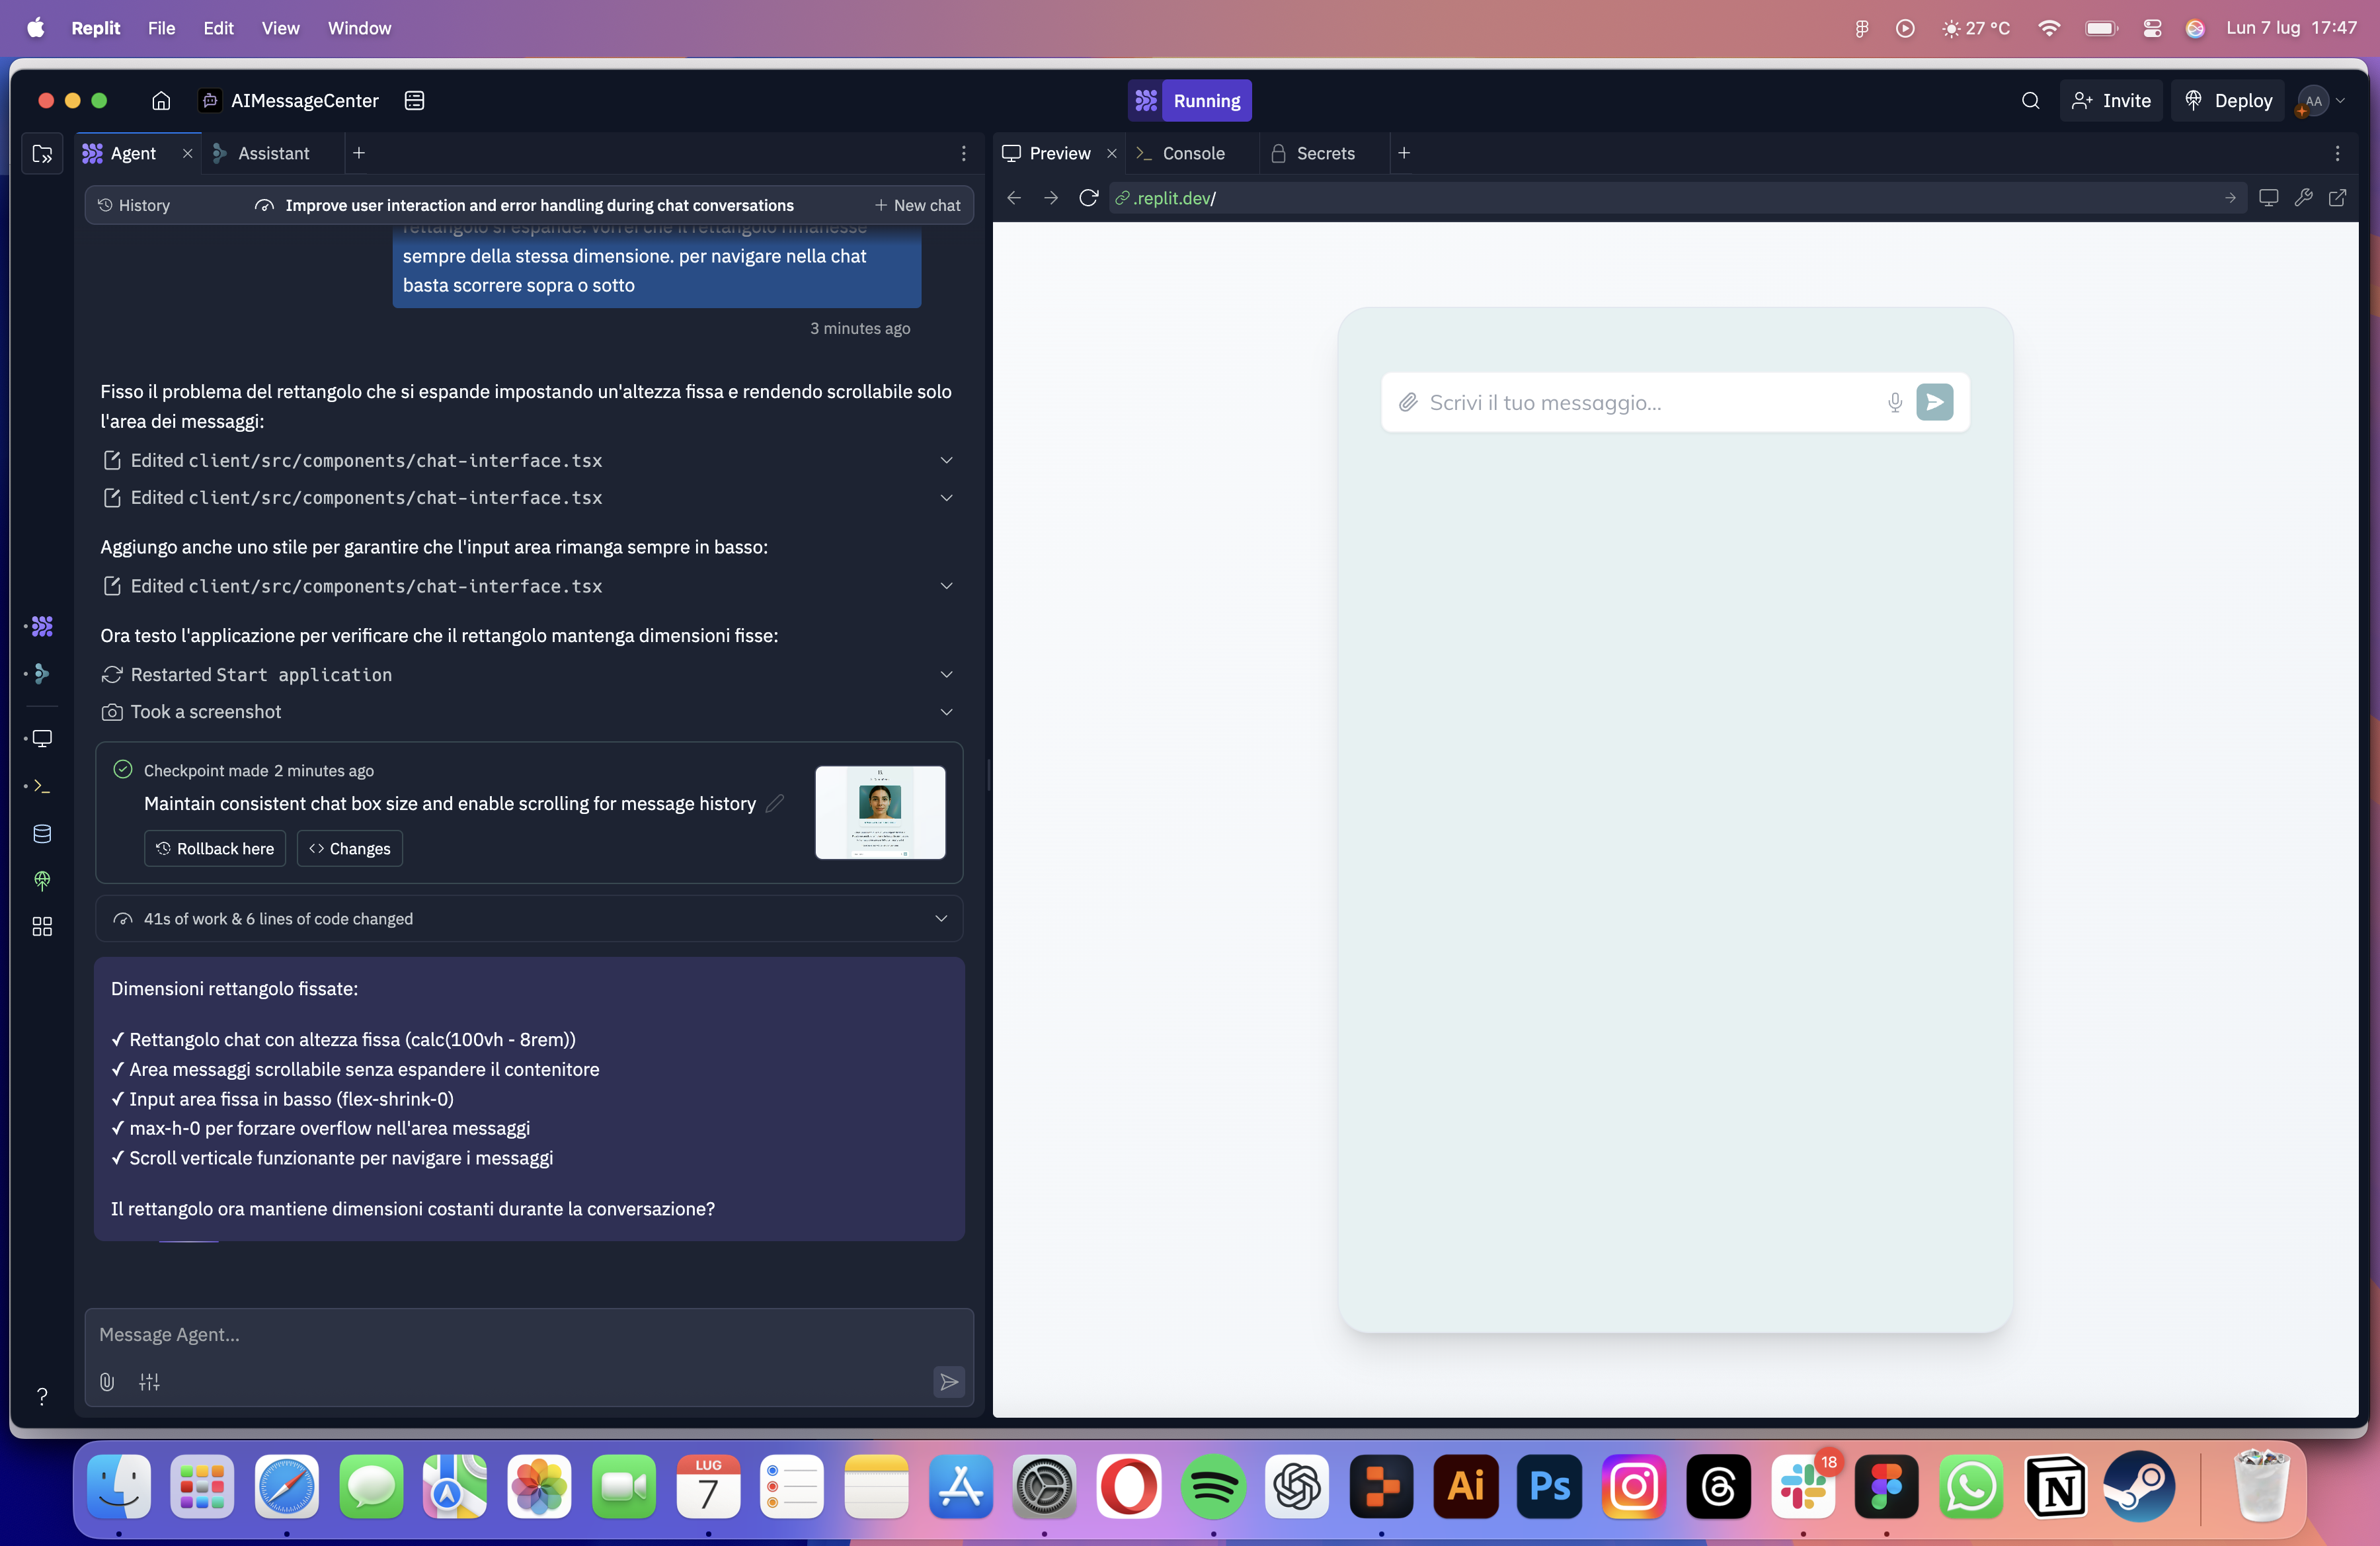 Replit File Edit View Window
27 °C
Lun 7 lug 17:47
AIMessageCenter
Running
Invite
Deploy
AA
Agent
Assistant
History
Improve user interaction and error handling during chat conversations
New chat
rettangolo si espande. vorrei che il rettangolo rimanesse
sempre della stessa dimensione. per navigare nella chat
basta scorrere sopra o sotto
3 minutes ago
Fisso il problema del rettangolo che si espande impostando un'altezza fissa e rendendo scrollabile solo
l'area dei messaggi:
Edited client/src/components/chat-interface.tsx
Edited client/src/components/chat-interface.tsx
Aggiungo anche uno stile per garantire che l'input area rimanga sempre in basso:
Edited client/src/components/chat-interface.tsx
Ora testo l'applicazione per verificare che il rettangolo mantenga dimensioni fisse:
Restarted Start application
Took a screenshot
Checkpoint made 2 minutes ago
Maintain consistent chat box size and enable scrolling for message history
Rollback here
Changes
41s of work & 6 lines of code changed
Dimensioni rettangolo fissate:
✓ Rettangolo chat con altezza fissa (calc(100vh - 8rem))
✓ Area messaggi scrollabile senza espandere il contenitore
✓ Input area fissa in basso (flex-shrink-0)
✓ max-h-0 per forzare overflow nell'area messaggi
✓ Scroll verticale funzionante per navigare i messaggi
Il rettangolo ora mantiene dimensioni costanti durante la conversazione?
Message Agent...
?
Preview
Console
Secrets
.replit.dev/
Scrivi il tuo messaggio...
LUG
7
Ai
Ps
18
N